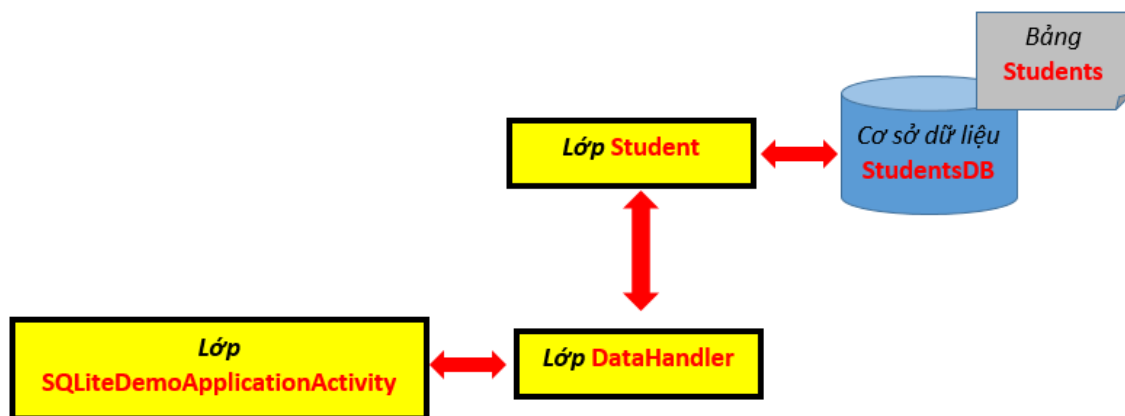 Bảng
Students
Cơ sở dữ liệu
StudentsDB
Lớp Student
Lớp DataHandler
Lớp
SQLiteDemoApplicationActivity